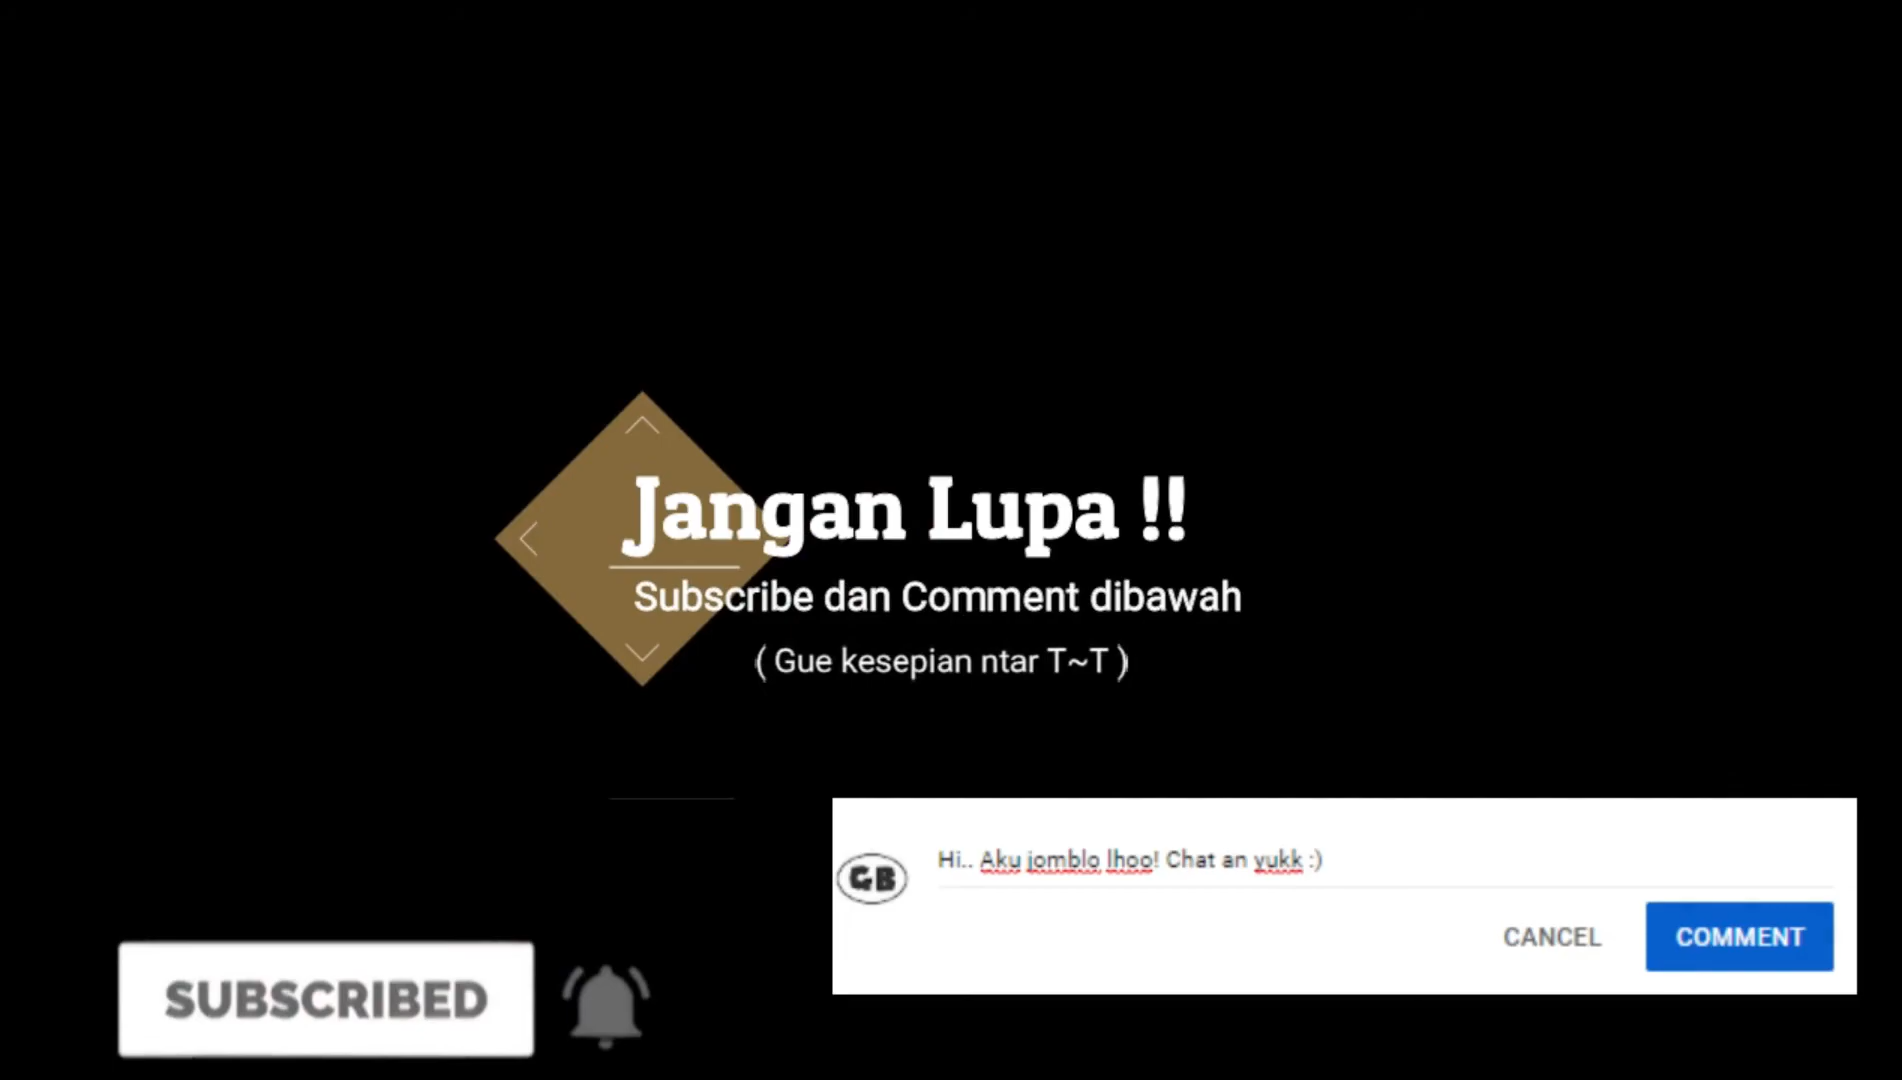 Jangan Lupa !!
Subscribe dan Comment dibawah
( Gue kesepian ntar T~T )
GB
Hi.. Aku jomblo lhoo! Chat an yukk :)
CANCEL
COMMENT
SUBSCRIBED